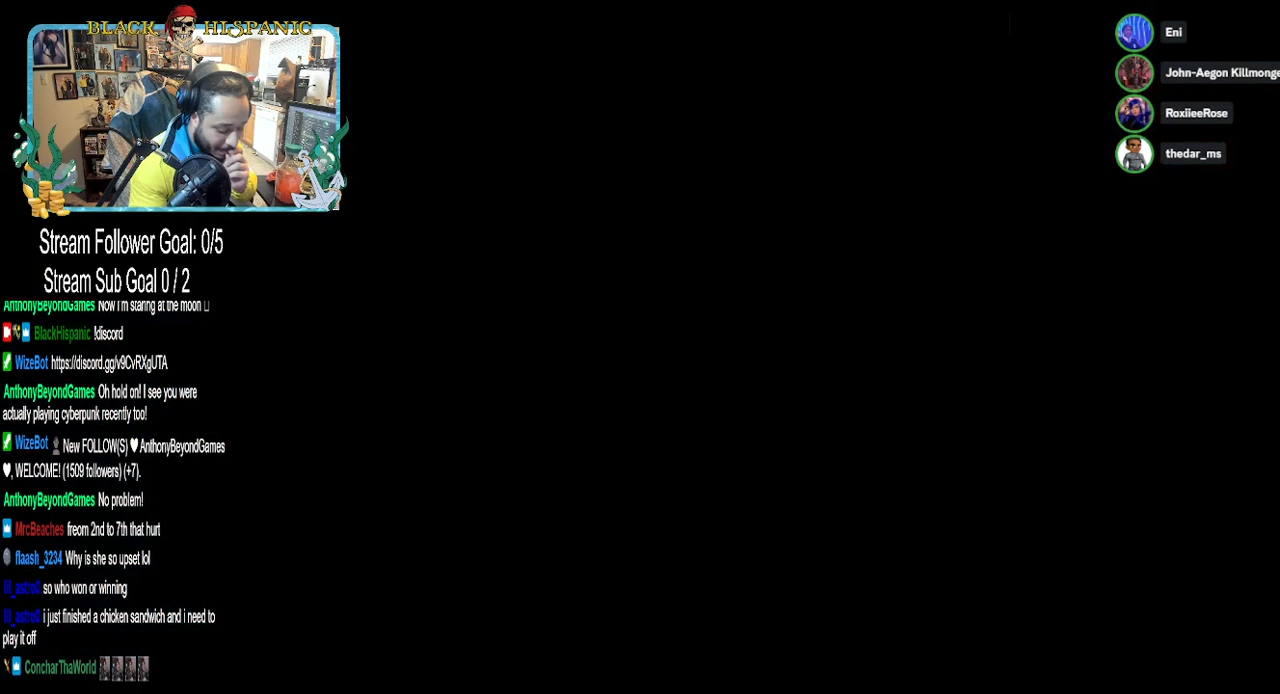 BLACK HISPANIC
Eni
John-Aegon Killmonge
RoxiieeRose
thedar_ms
Stream Follower Goal: 0/5
Stream Sub Goal 0 / 2
AnthonyBeyondGames Now I'm staring at the moon
BlackHispanic !discord
WizeBot https://discord.gg/v9CvRXgUTA
AnthonyBeyondGames Oh hold on! I see you were
actually playing cyberpunk recently too!
WizeBot New FOLLOW(S) ♥ AnthonyBeyondGames
♥, WELCOME! (1509 followers) (+7).
AnthonyBeyondGames No problem!
MrcBeaches freom 2nd to 7th that hurt
flaash_3234 Why is she so upset lol
so who won or winning
i just finished a chicken sandwich and i need to
play it off
ConcharThaWorld